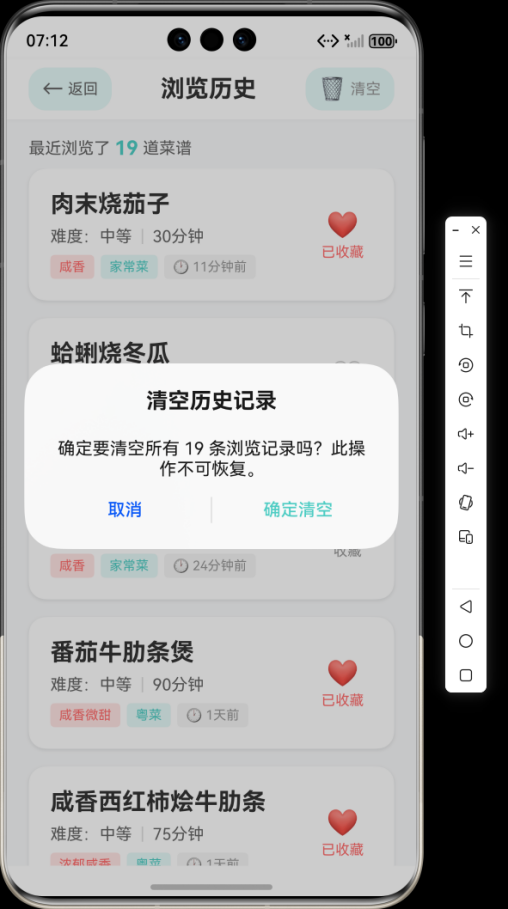 07:12
100
返回
浏览历史
清空
最近浏览了 19 道菜谱
肉末烧茄子
难度：中等
30分钟
已收藏
咸香
家常菜
11分钟前
蛤蜊烧冬瓜
清空历史记录
确定要清空所有 19 条浏览记录吗？此操
作不可恢复。
取消
确定清空
收藏
咸香
家常菜
24分钟前
番茄牛肋条煲
难度：中等
90分钟
已收藏
咸香微甜
粤菜
1天前
咸香西红柿烩牛肋条
难度：中等
75分钟
已收藏
浓郁咸香
粤菜
1天前